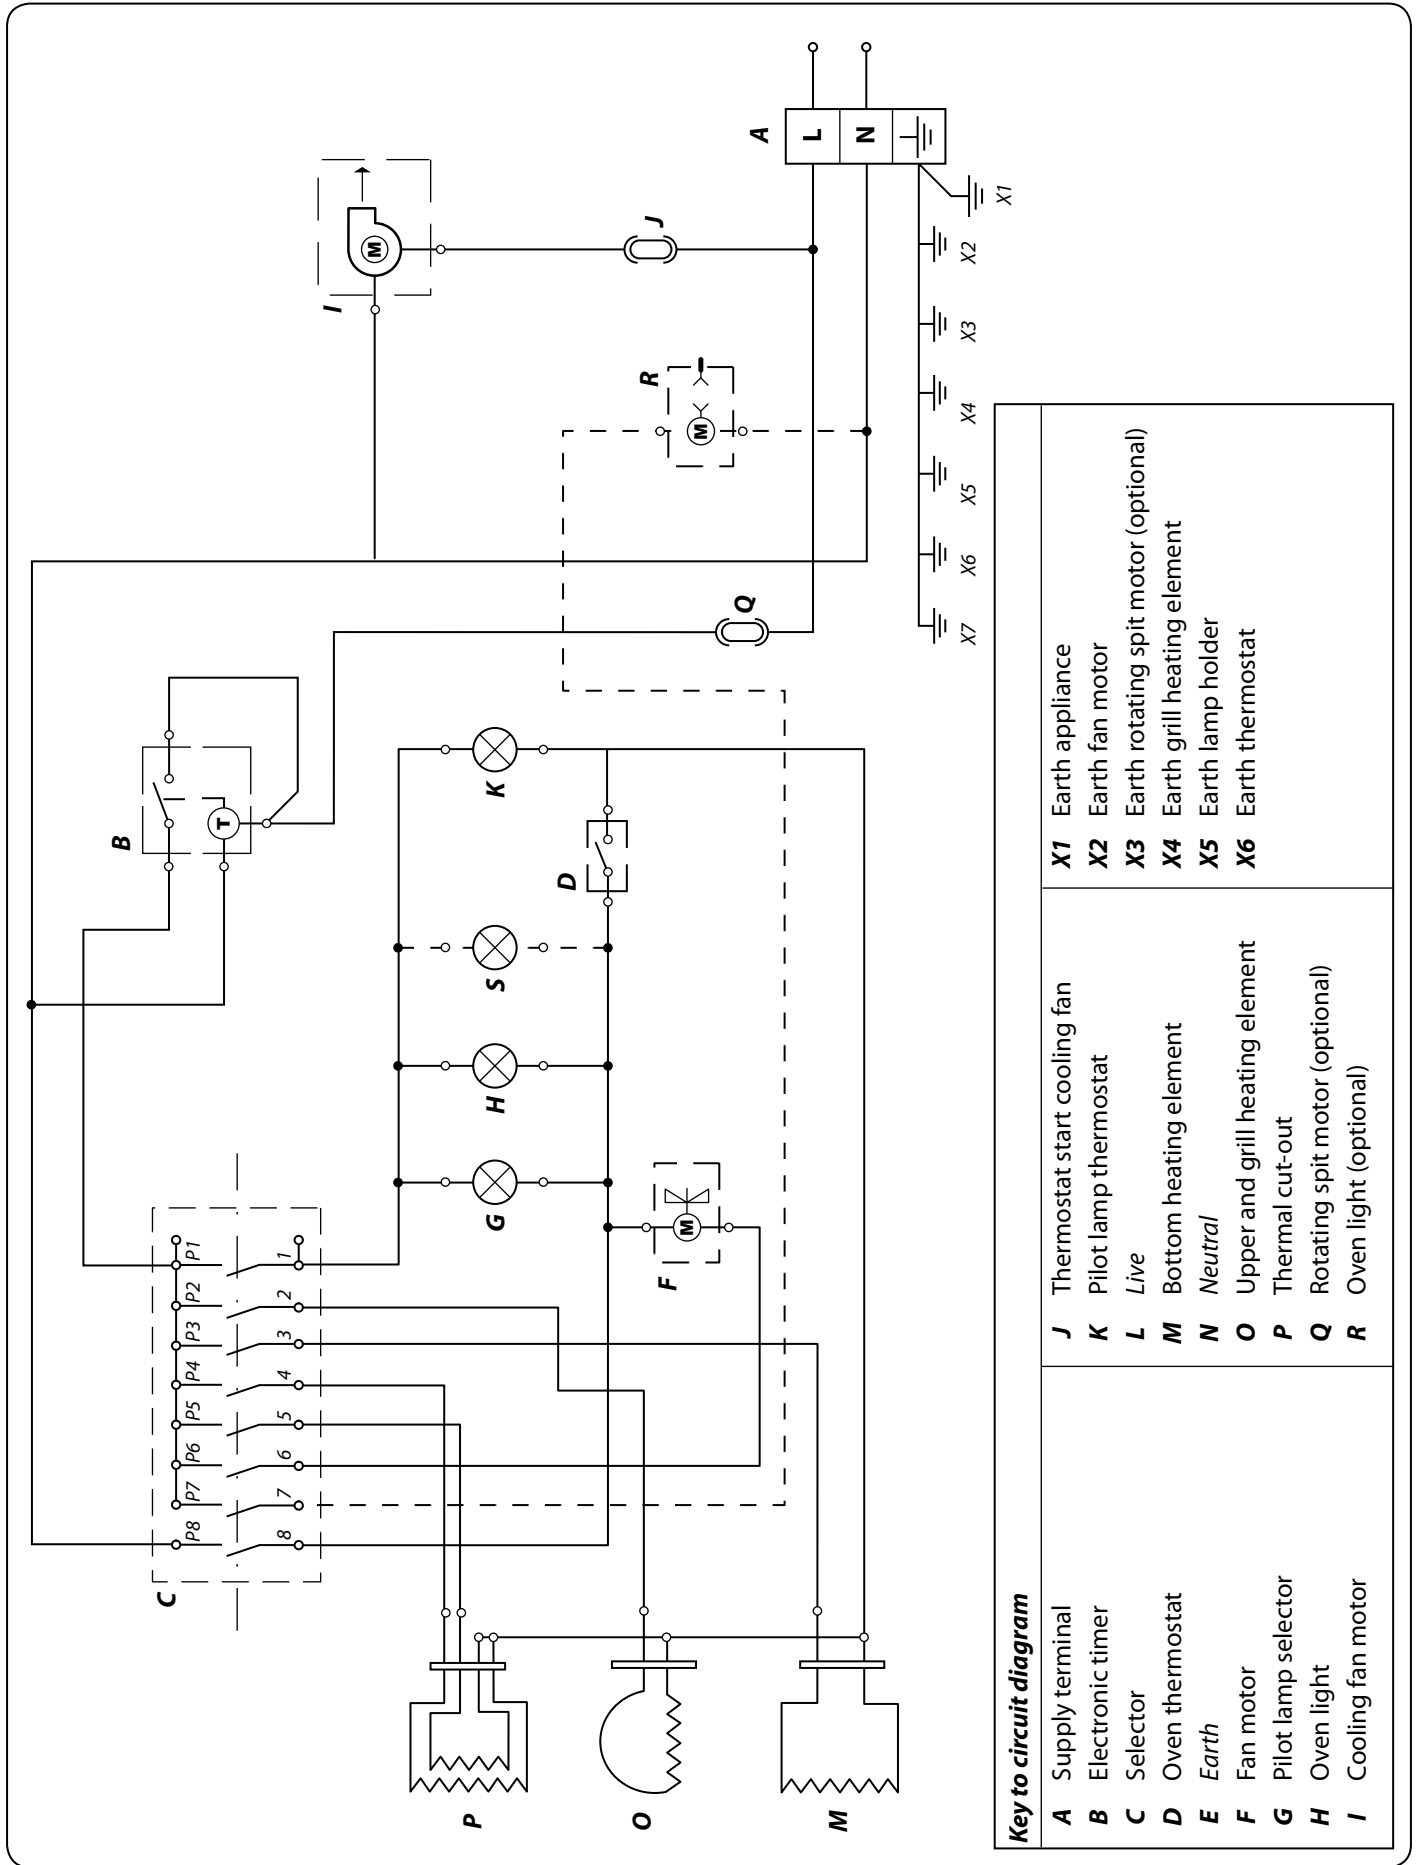 A
L
N
X1
X2
X3
X4
X5
X6
X7
I
M
J
R
M
Q
B
T
K
D
S
H
G
F
M
C
P1
P2
P3
P4
P5
P6
P7
P8
1
2
3
4
5
6
7
8
P
O
M
Key to circuit diagram
A Supply terminal
B Electronic timer
C Selector
D Oven thermostat
E Earth
F Fan motor
G Pilot lamp selector
H Oven light
I Cooling fan motor
J Thermostat start cooling fan
K Pilot lamp thermostat
L Live
M Bottom heating element
N Neutral
O Upper and grill heating element
P Thermal cut-out
Q Rotating spit motor (optional)
R Oven light (optional)
X1 Earth appliance
X2 Earth fan motor
X3 Earth rotating spit motor (optional)
X4 Earth grill heating element
X5 Earth lamp holder
X6 Earth thermostat